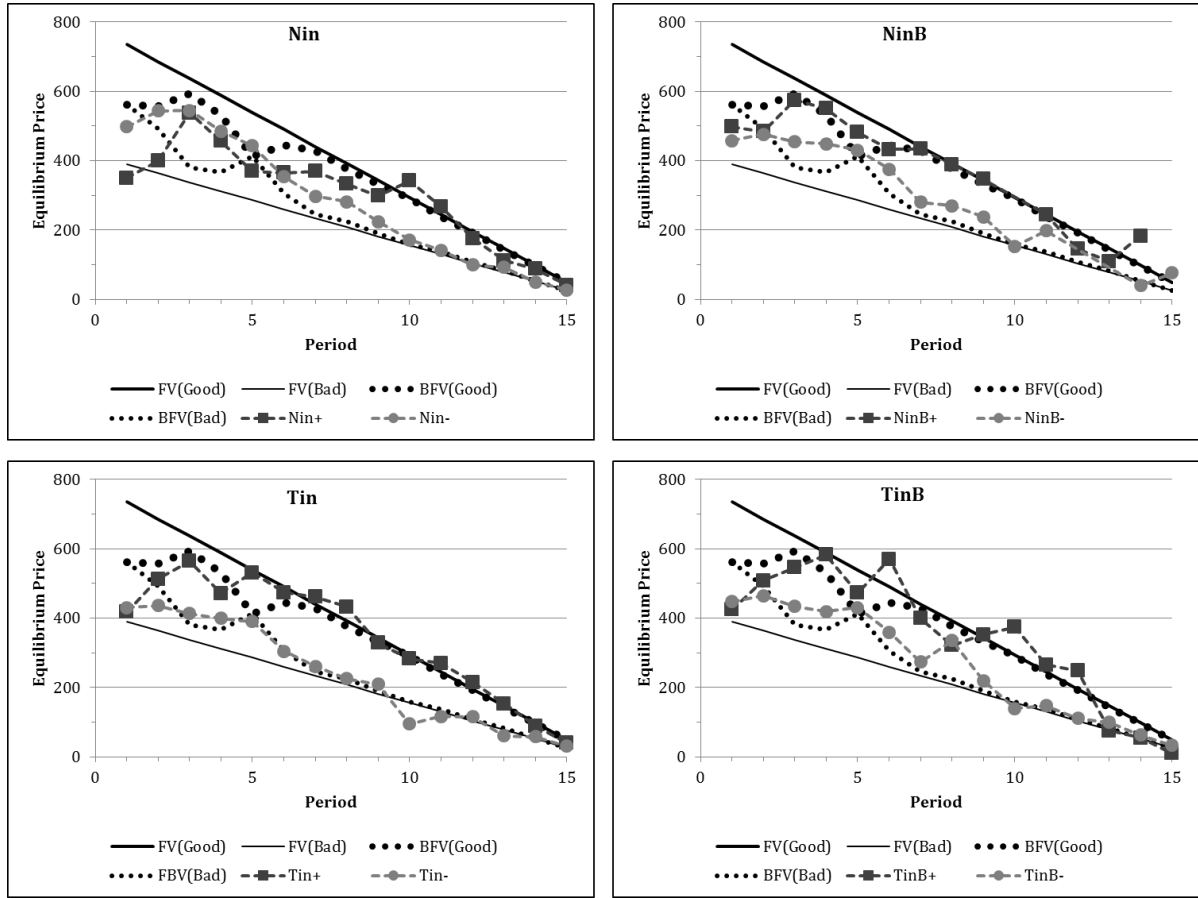 Nin
Equilibrium Price
800
600
400
200
0
0 5 10 15
Period
FV(Good) FV(Bad) BFV(Good)
BFV(Bad) Nin+ Nin-
NinB
Equilibrium Price
800
600
400
200
0
0 5 10 15
Period
FV(Good) FV(Bad) BFV(Good)
BFV(Bad) NinB+ NinB-
Tin
Equilibrium Price
800
600
400
200
0
0 5 10 15
Period
FV(Good) FV(Bad) BFV(Good)
FBV(Bad) Tin+ Tin-
TinB
Equilibrium Price
800
600
400
200
0
0 5 10 15
Period
FV(Good) FV(Bad) BFV(Good)
BFV(Bad) TinB+ TinB-